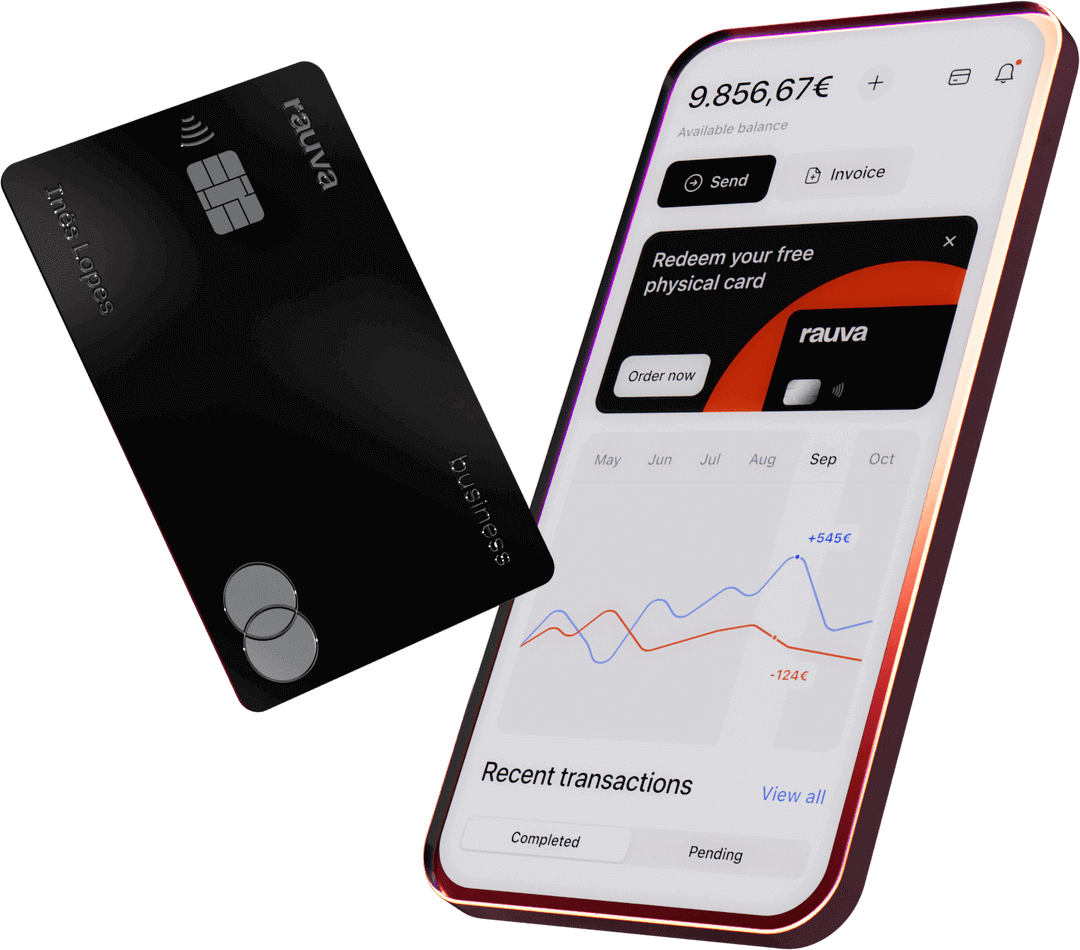 rauva
Inês Lopes
business
9.856,67€
Available balance
Send
Invoice
Redeem your free
physical card
rauva
Order now
May
Jun
Jul
Aug
Sep
Oct
+545€
-124€
Recent transactions
View all
Completed
Pending